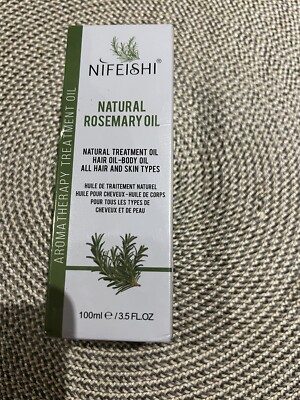 NIFEISHI®
NATURAL
ROSEMARY OIL
NATURAL TREATMENT OIL
HAIR OIL-BODY OIL
ALL HAIR AND SKIN TYPES
HUILE DE TRAITEMENT NATUREL
HUILE POUR CHEVEUX-HUILE DE CORPS
POUR TOUS LES TYPES DE
CHEVEUX ET DE PEAU
100ml ℮ / 3.5 FL.OZ
AROMATHERAPY TREATMENT OIL